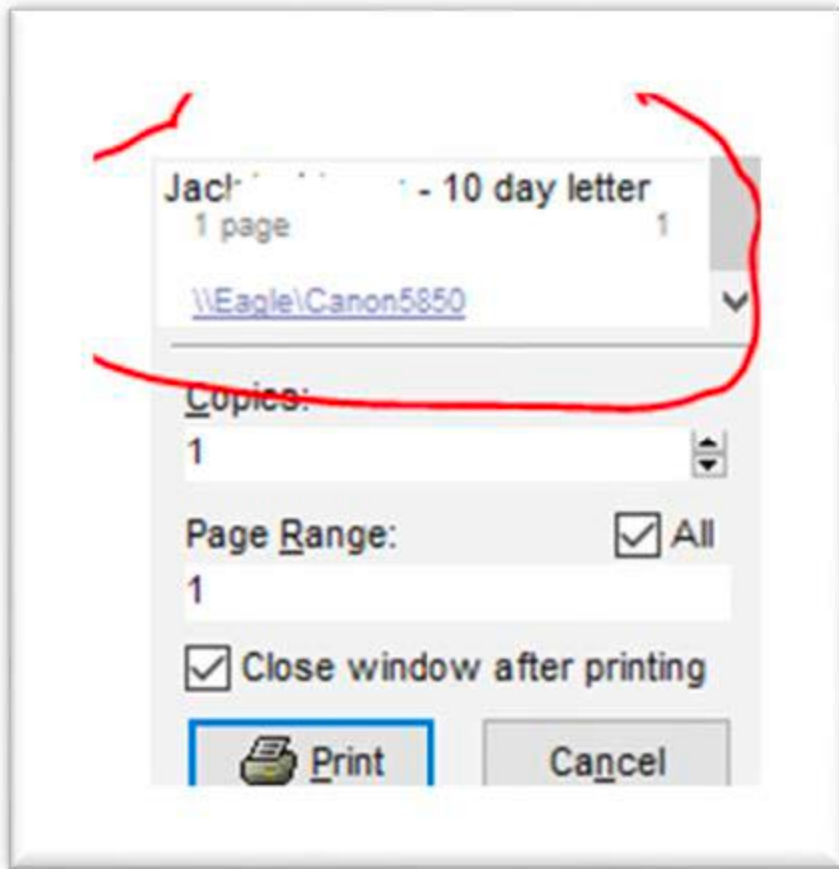 - 10 day letter
1 page 1
\\Eagle\Canon5850
Copies:
1
Page Range: All
1
Close window after printing
Print Cancel